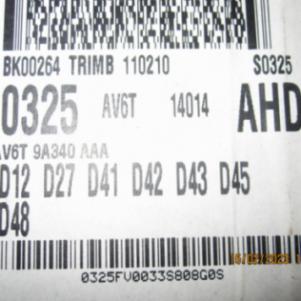 BK00264 TRIMB 110210 S0325
0325 AV6T 14014 AHD
AV6T 9A340 AAA
D12 D27 D41 D42 D43 D45
D48
0325FV0033S808G0S